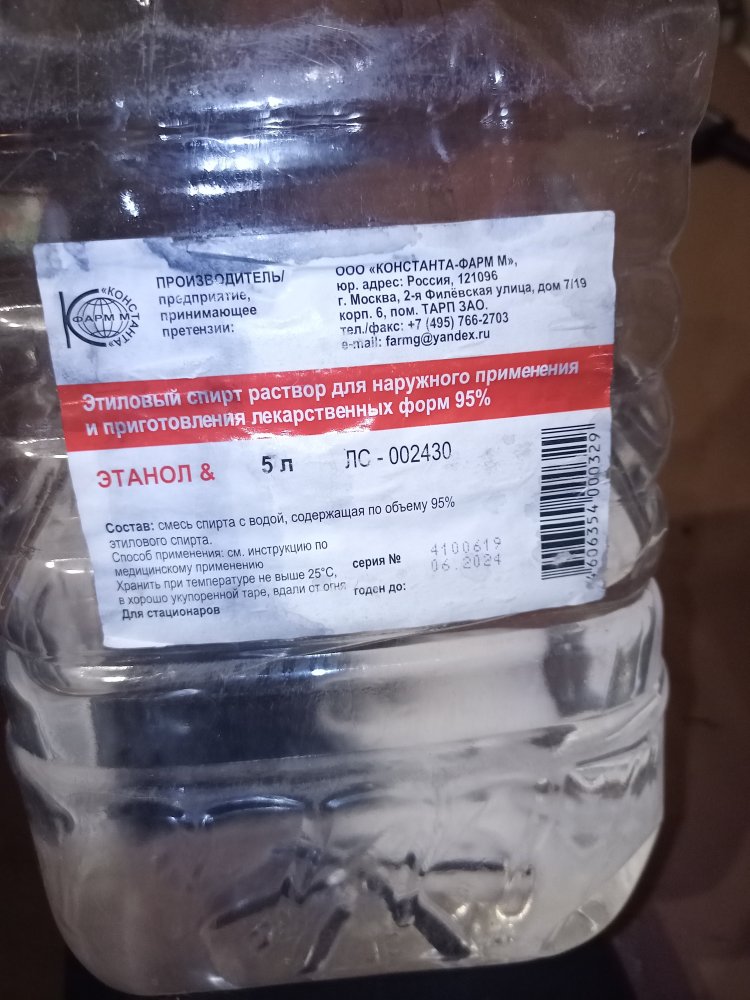 «КОНСТАНТА»
ФАРМ М
ПРОИЗВОДИТЕЛЬ/
предприятие,
принимающее
претензии:
ООО «КОНСТАНТА-ФАРМ М»,
юр. адрес: Россия, 121096
г. Москва, 2-я Филёвская улица, дом 7/19
корп. 6, пом. ТАРП ЗАО.
тел./факс: +7 (495) 766-2703
e-mail: farmg@yandex.ru
Этиловый спирт раствор для наружного применения
и приготовления лекарственных форм 95%
ЭТАНОЛ & 5 л ЛС - 002430
Состав: смесь спирта с водой, содержащая по объему 95%
этилового спирта.
Способ применения: см. инструкцию по
медицинскому применению
Хранить при температуре не выше 25°С,
в хорошо укупоренной таре, вдали от огня
Для стационаров
серия № 4100619
годен до: 06.2024
4606354000329